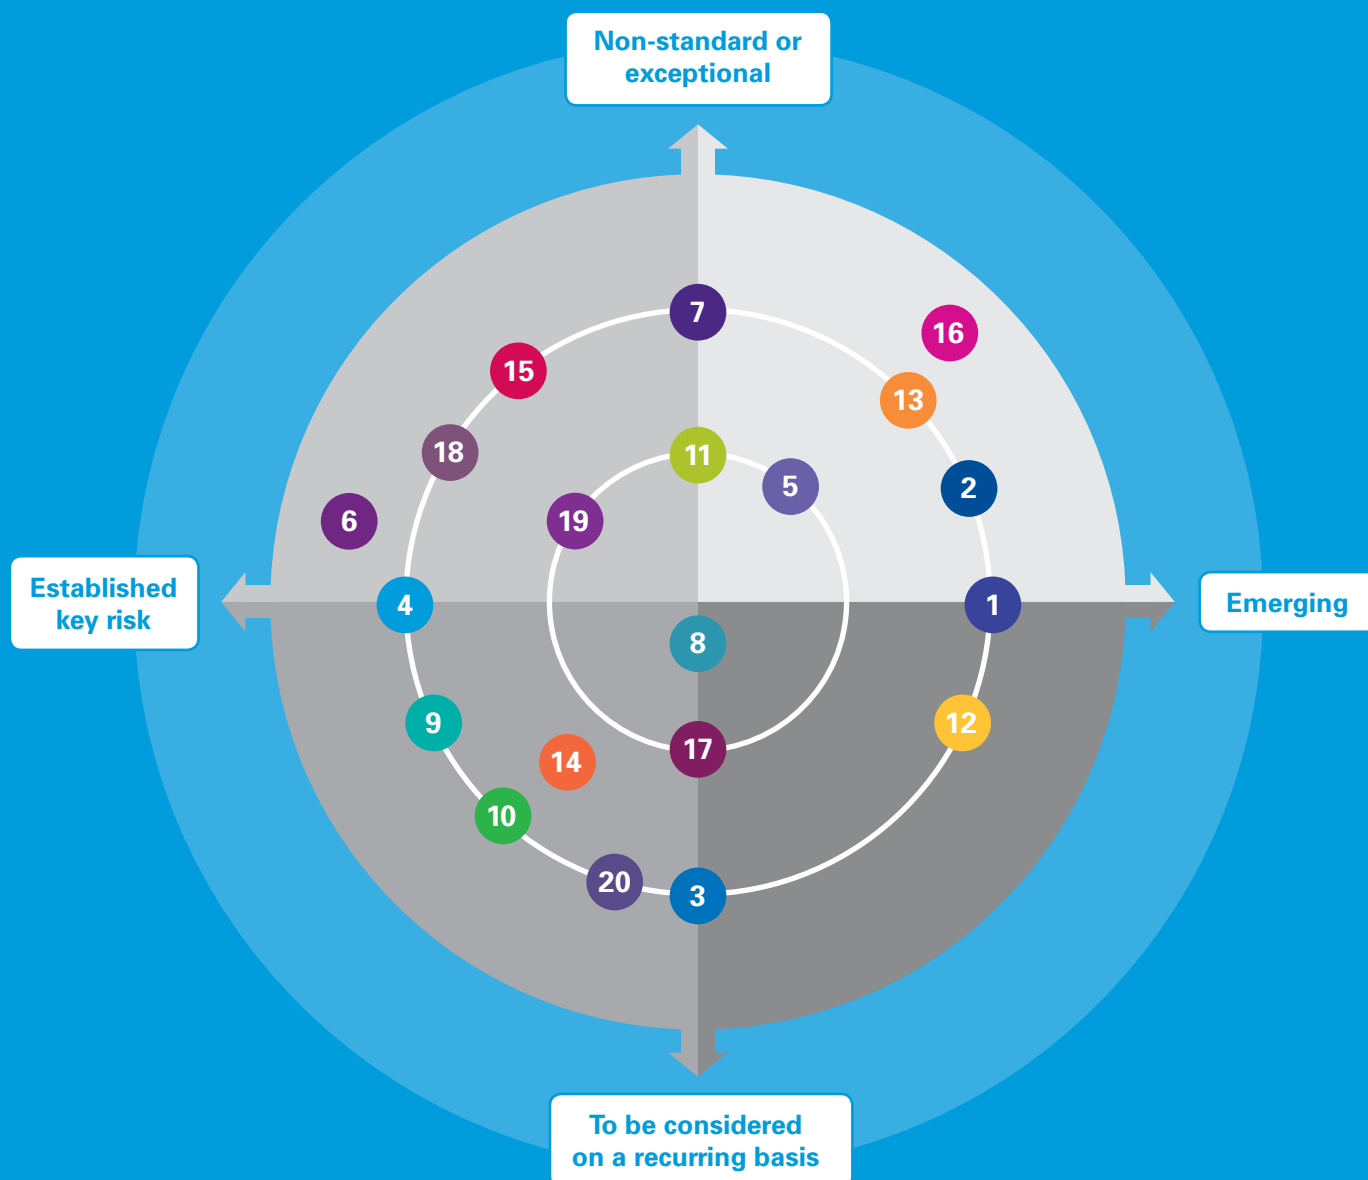 Non-standard or
exceptional
7
16
15
13
18
11
5
2
6
19
Established
key risk
4
1
Emerging
8
9
12
17
14
10
20
3
To be considered
on a recurring basis